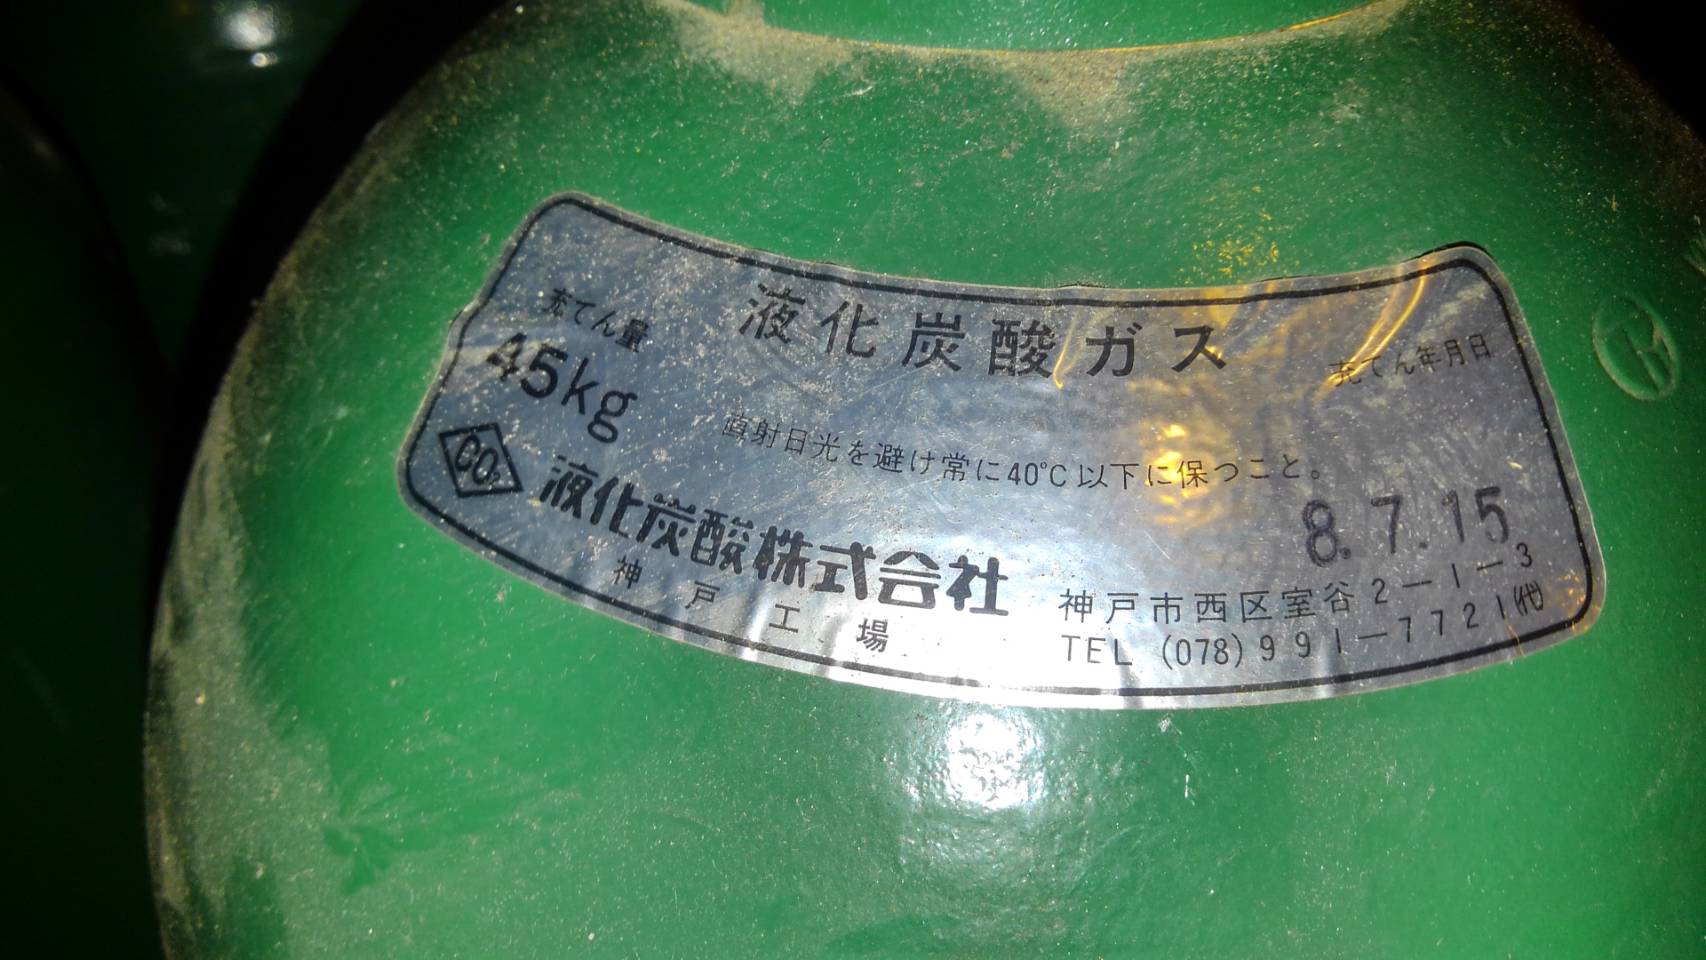 液化炭酸ガス
充てん量
45kg
充てん年月日
直射日光を避け常に40℃以下に保つこと。
8.7.15
CO₂
液化炭酸株式会社
神戸工場
神戸市西区室谷2-1-3
TEL (078)991-7721(代)